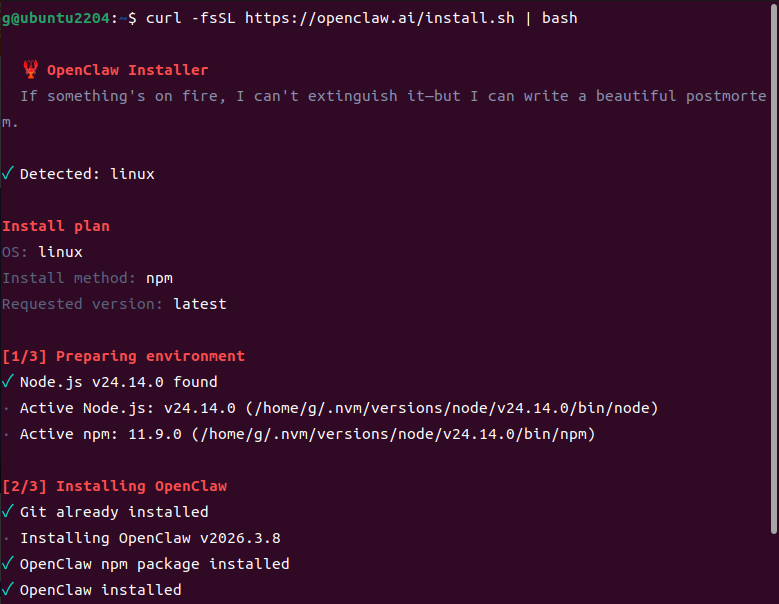 g@ubuntu2204:~$ curl -fsSL https://openclaw.ai/install.sh | bash
🦞 OpenClaw Installer
If something's on fire, I can't extinguish it—but I can write a beautiful postmorte
m.
✓ Detected: linux
Install plan
OS: linux
Install method: npm
Requested version: latest
[1/3] Preparing environment
✓ Node.js v24.14.0 found
· Active Node.js: v24.14.0 (/home/g/.nvm/versions/node/v24.14.0/bin/node)
· Active npm: 11.9.0 (/home/g/.nvm/versions/node/v24.14.0/bin/npm)
[2/3] Installing OpenClaw
✓ Git already installed
· Installing OpenClaw v2026.3.8
✓ OpenClaw npm package installed
✓ OpenClaw installed